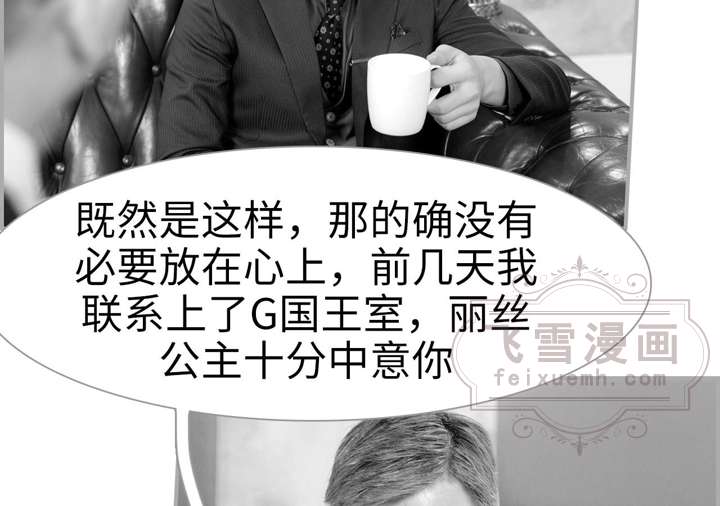 既然是这样，那的确没有
必要放在心上，前几天我
联系上了G国王室，丽丝
公主十分中意你
飞雪漫画
feixuemh.com